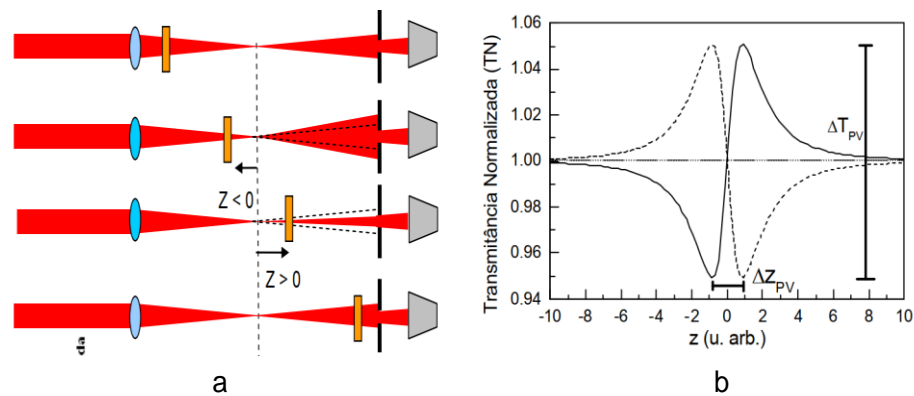 Z < 0
Z > 0
da
a
Transmitância Normalizada (TN)
1.06
1.04
1.02
1.00
0.98
0.96
0.94
ΔT_PV
ΔZ_PV
-10 -8 -6 -4 -2 0 2 4 6 8 10
z (u. arb.)
b